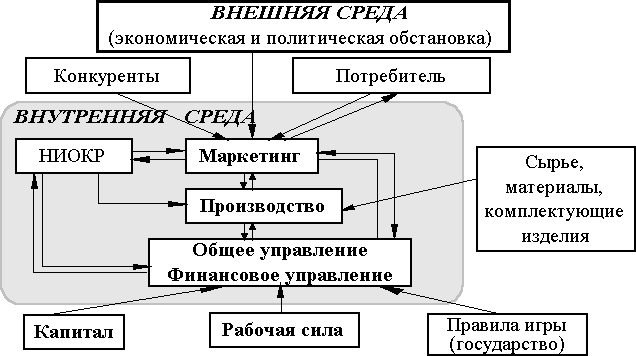 ВНЕШНЯЯ СРЕДА
(экономическая и политическая обстановка)
Конкуренты
Потребитель
ВНУТРЕННЯЯ СРЕДА
НИОКР
Маркетинг
Сырье,
материалы,
комплектующие
изделия
Производство
Общее управление
Финансовое управление
Капитал
Рабочая сила
Правила игры
(государство)